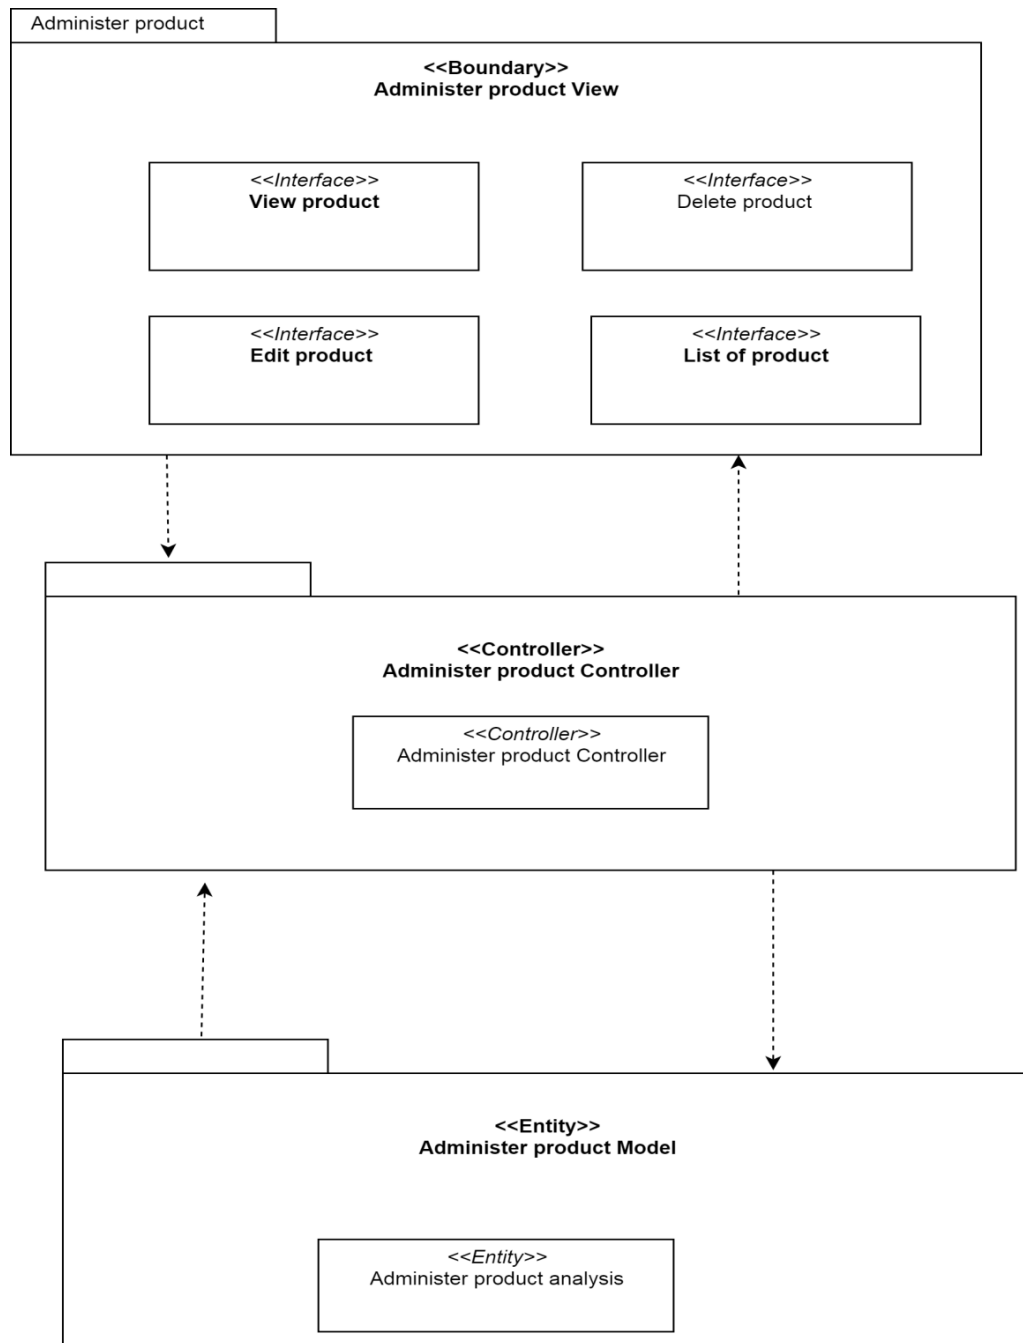 Administer product
<<Boundary>>
Administer product View
<<Interface>>
View product
<<Interface>>
Delete product
<<Interface>>
Edit product
<<Interface>>
List of product
<<Controller>>
Administer product Controller
<<Controller>>
Administer product Controller
<<Entity>>
Administer product Model
<<Entity>>
Administer product analysis